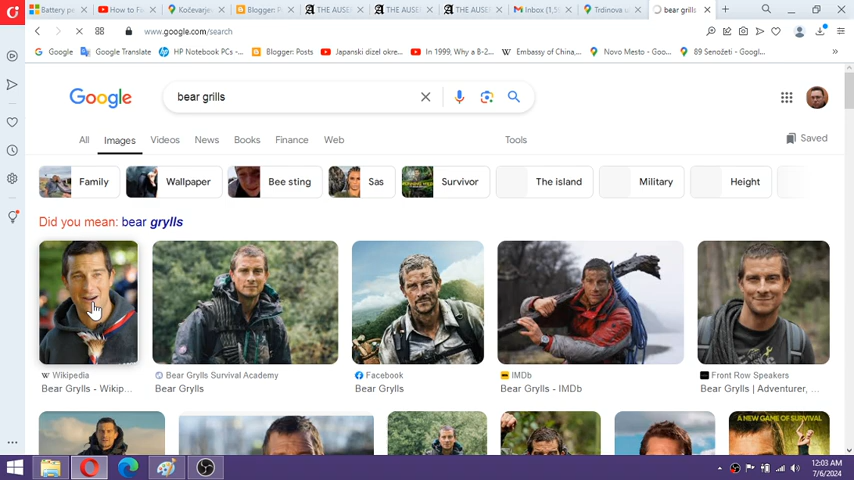 Battery pe
How to Fi
Kočevarjev
Blogger: P
THE AUSE
THE AUSE
THE AUSE
Inbox (1,5
Trdinova u
bear grills
www.google.com/search
Google
Google Translate
HP Notebook PCs -...
Blogger: Posts
Japanski dizel okre...
In 1999, Why a B-2...
Embassy of China,...
Novo Mesto - Goo...
89 Šenožeti - Googl...
Google
bear grills
All
Images
Videos
News
Books
Finance
Web
Tools
Saved
Family
Wallpaper
Bee sting
Sas
Survivor
The island
Military
Height
Did you mean: bear grylls
Wikipedia
Bear Grylls - Wikip...
Bear Grylls Survival Academy
Bear Grylls
Facebook
Bear Grylls
IMDb
Bear Grylls - IMDb
Front Row Speakers
Bear Grylls | Adventurer, ...
A NEW GAME OF SURVIVAL
12:03 AM
7/6/2024